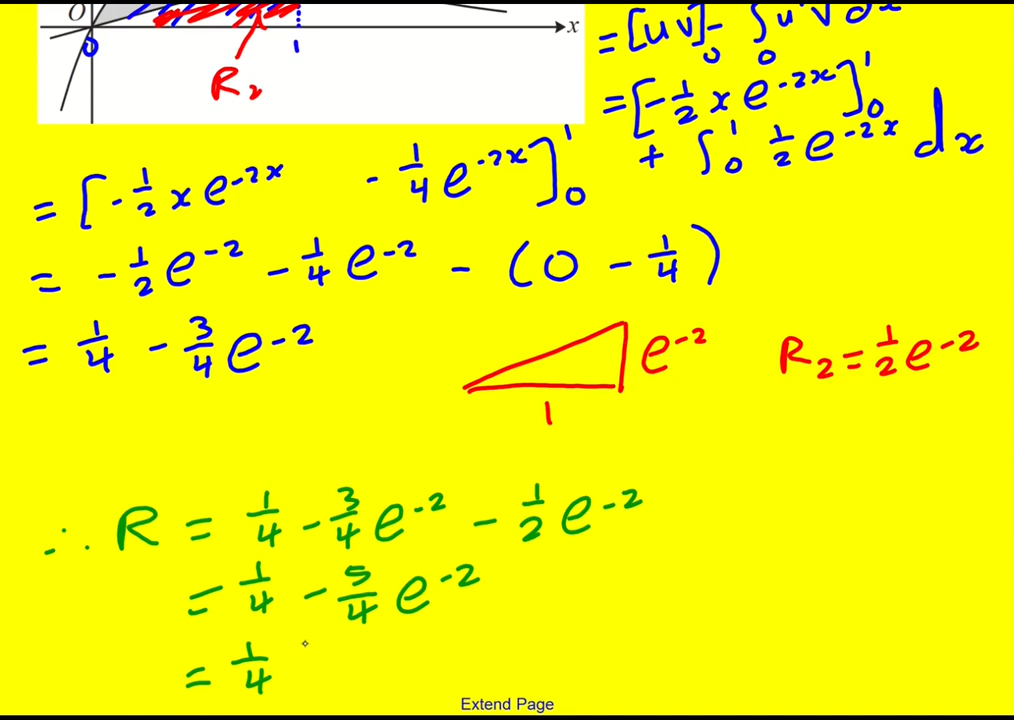 O x
0 1
R₂
= [uv]₀ - ∫₀ u'v dx
= [-½ x e^-2x]₀¹
+ ∫₀¹ ½ e^-2x dx
= [-½ x e^-2x - ¼ e^-2x]₀¹
= -½ e^-2 - ¼ e^-2 - (0 - ¼)
= ¼ - ¾ e^-2
e^-2
1
R₂ = ½ e^-2
∴ R = ¼ - ¾ e^-2 - ½ e^-2
= ¼ - 5/4 e^-2
= ¼
Extend Page